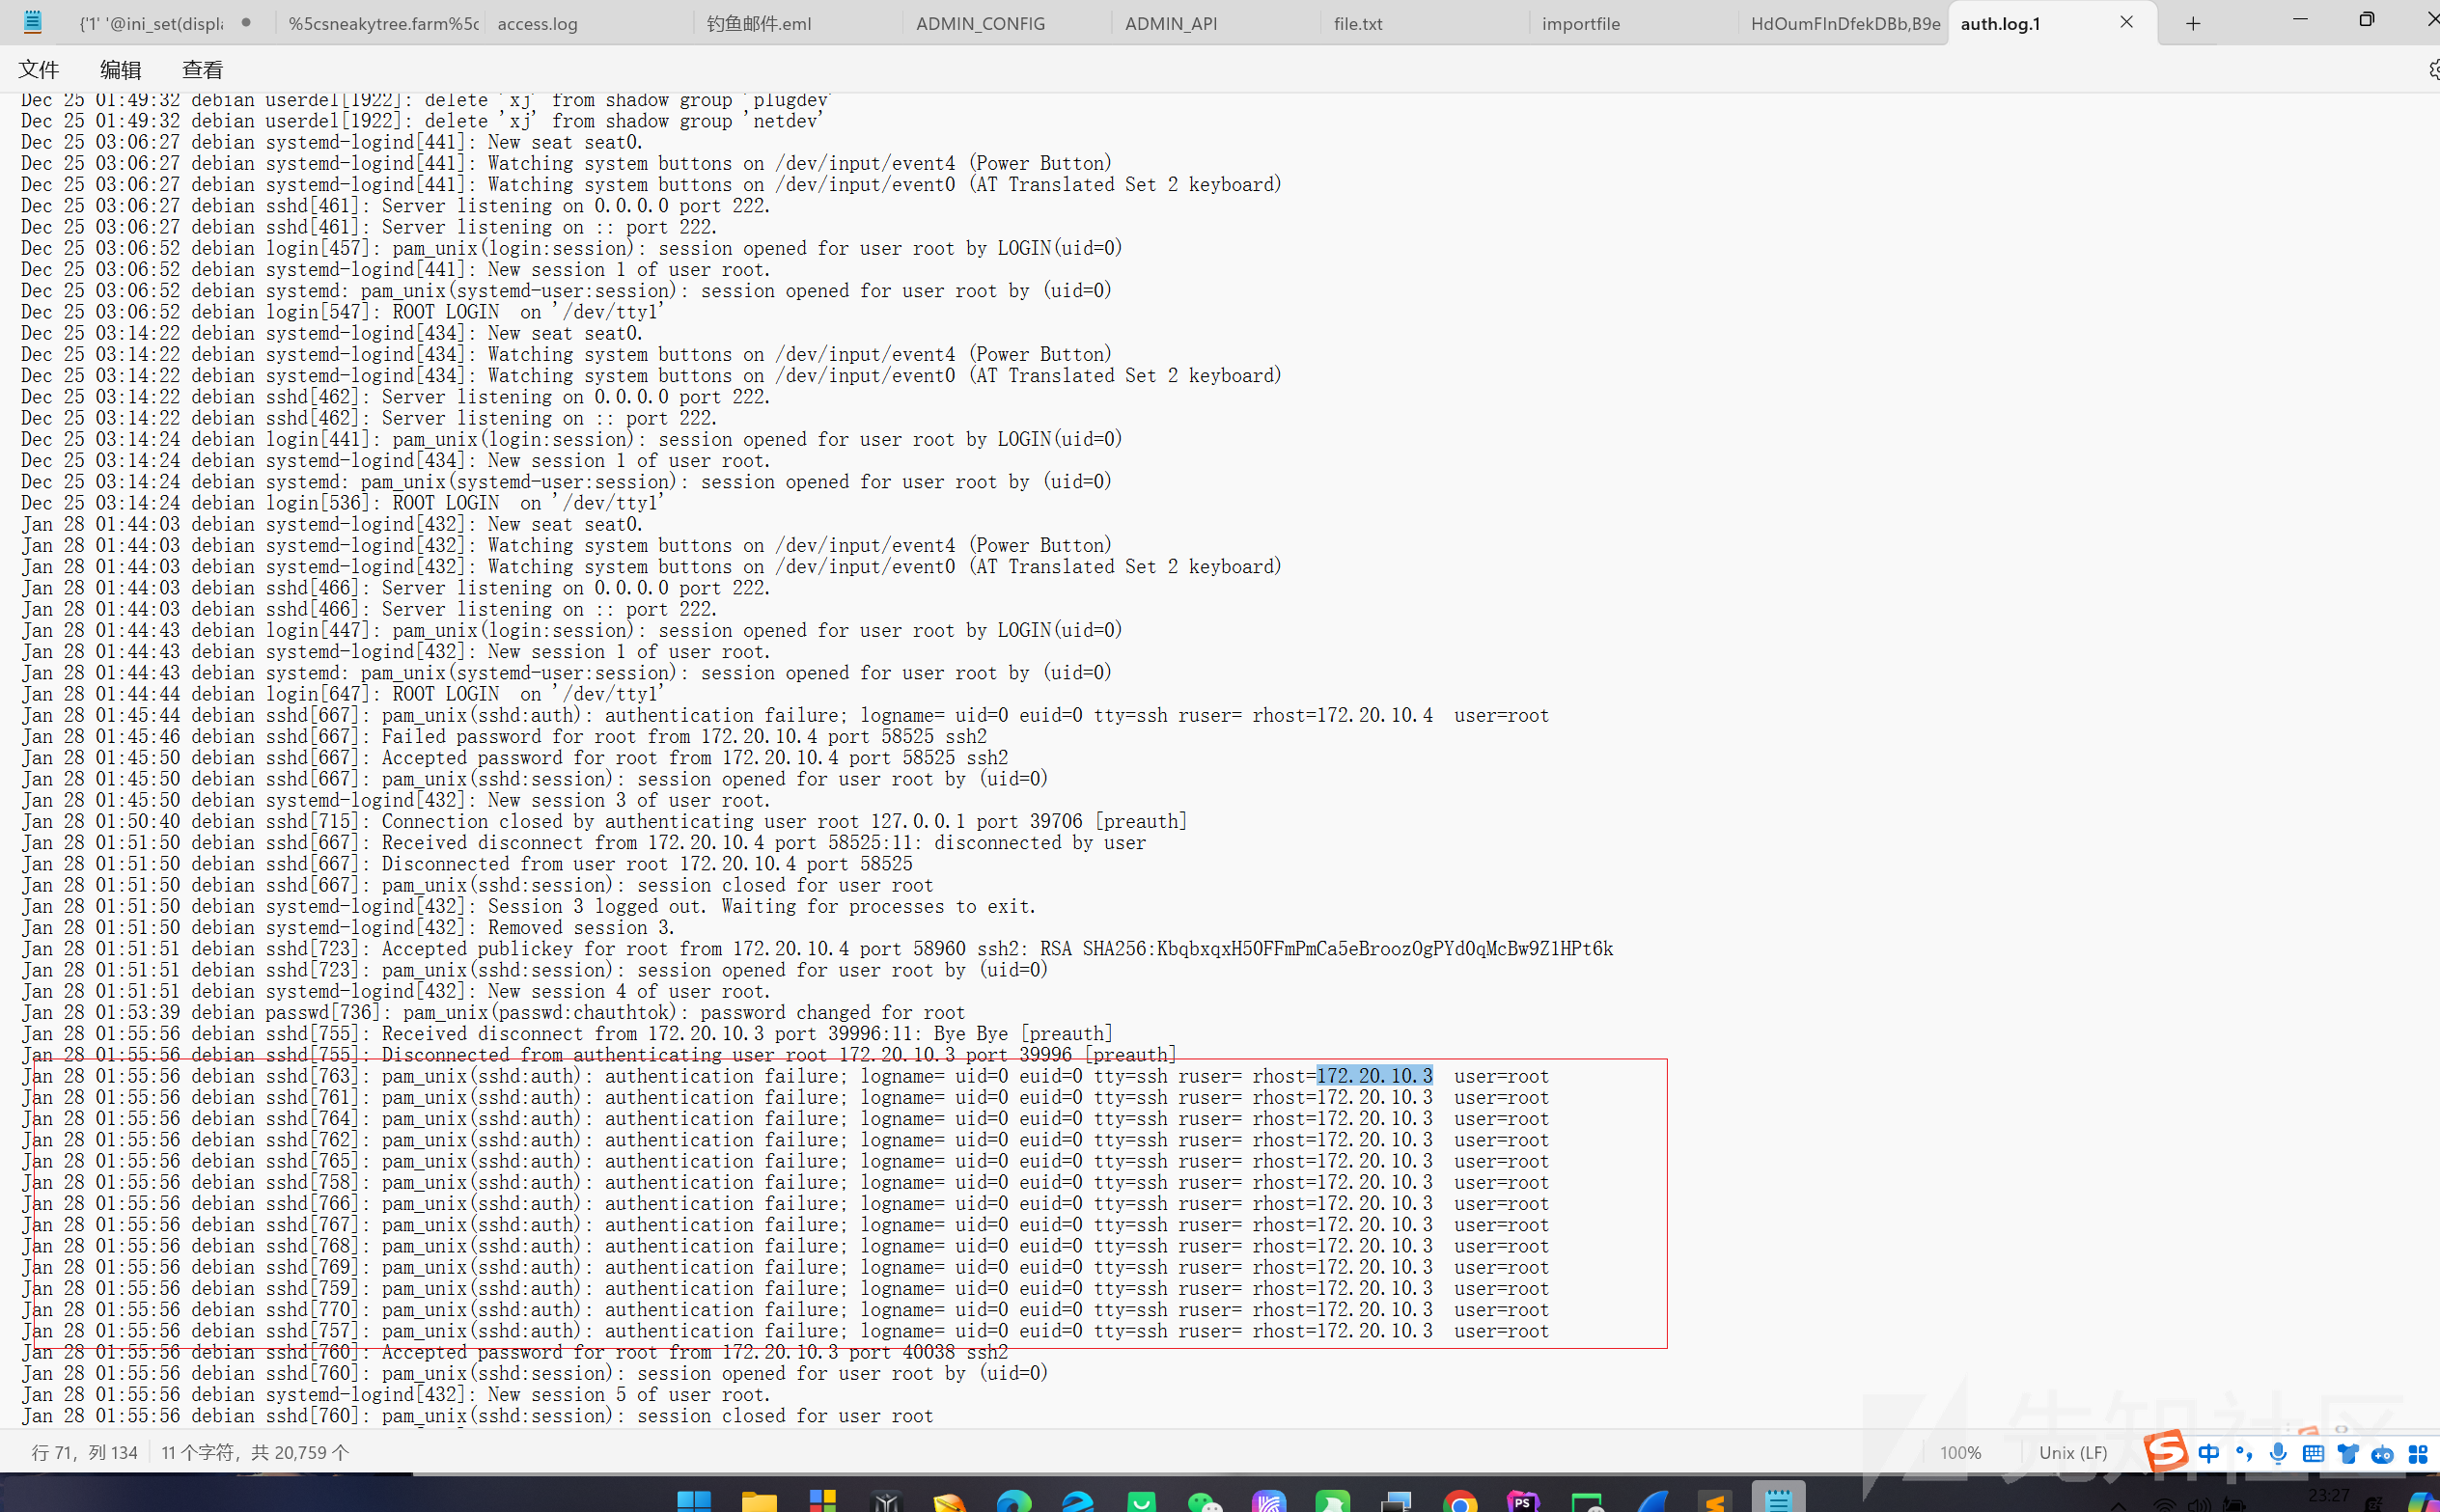 {'1' '@ini_set(displa
%5csneakytree.farm%5c
access.log
钓鱼邮件.eml
ADMIN_CONFIG
ADMIN_API
file.txt
importfile
HdOumFlnDfekDBb,B9e
auth.log.1
文件 编辑 查看
Dec 25 01:49:32 debian userdel[1922]: delete 'xj' from shadow group 'plugdev'
Dec 25 01:49:32 debian userdel[1922]: delete 'xj' from shadow group 'netdev'
Dec 25 03:06:27 debian systemd-logind[441]: New seat seat0.
Dec 25 03:06:27 debian systemd-logind[441]: Watching system buttons on /dev/input/event4 (Power Button)
Dec 25 03:06:27 debian systemd-logind[441]: Watching system buttons on /dev/input/event0 (AT Translated Set 2 keyboard)
Dec 25 03:06:27 debian sshd[461]: Server listening on 0.0.0.0 port 222.
Dec 25 03:06:27 debian sshd[461]: Server listening on :: port 222.
Dec 25 03:06:52 debian login[457]: pam_unix(login:session): session opened for user root by LOGIN(uid=0)
Dec 25 03:06:52 debian systemd-logind[441]: New session 1 of user root.
Dec 25 03:06:52 debian systemd: pam_unix(systemd-user:session): session opened for user root by (uid=0)
Dec 25 03:06:52 debian login[547]: ROOT LOGIN  on '/dev/tty1'
Dec 25 03:14:22 debian systemd-logind[434]: New seat seat0.
Dec 25 03:14:22 debian systemd-logind[434]: Watching system buttons on /dev/input/event4 (Power Button)
Dec 25 03:14:22 debian systemd-logind[434]: Watching system buttons on /dev/input/event0 (AT Translated Set 2 keyboard)
Dec 25 03:14:22 debian sshd[462]: Server listening on 0.0.0.0 port 222.
Dec 25 03:14:22 debian sshd[462]: Server listening on :: port 222.
Dec 25 03:14:24 debian login[441]: pam_unix(login:session): session opened for user root by LOGIN(uid=0)
Dec 25 03:14:24 debian systemd-logind[434]: New session 1 of user root.
Dec 25 03:14:24 debian systemd: pam_unix(systemd-user:session): session opened for user root by (uid=0)
Dec 25 03:14:24 debian login[536]: ROOT LOGIN  on '/dev/tty1'
Jan 28 01:44:03 debian systemd-logind[432]: New seat seat0.
Jan 28 01:44:03 debian systemd-logind[432]: Watching system buttons on /dev/input/event4 (Power Button)
Jan 28 01:44:03 debian systemd-logind[432]: Watching system buttons on /dev/input/event0 (AT Translated Set 2 keyboard)
Jan 28 01:44:03 debian sshd[466]: Server listening on 0.0.0.0 port 222.
Jan 28 01:44:03 debian sshd[466]: Server listening on :: port 222.
Jan 28 01:44:43 debian login[447]: pam_unix(login:session): session opened for user root by LOGIN(uid=0)
Jan 28 01:44:43 debian systemd-logind[432]: New session 1 of user root.
Jan 28 01:44:43 debian systemd: pam_unix(systemd-user:session): session opened for user root by (uid=0)
Jan 28 01:44:44 debian login[647]: ROOT LOGIN  on '/dev/tty1'
Jan 28 01:45:44 debian sshd[667]: pam_unix(sshd:auth): authentication failure; logname= uid=0 euid=0 tty=ssh ruser= rhost=172.20.10.4  user=root
Jan 28 01:45:46 debian sshd[667]: Failed password for root from 172.20.10.4 port 58525 ssh2
Jan 28 01:45:50 debian sshd[667]: Accepted password for root from 172.20.10.4 port 58525 ssh2
Jan 28 01:45:50 debian sshd[667]: pam_unix(sshd:session): session opened for user root by (uid=0)
Jan 28 01:45:50 debian systemd-logind[432]: New session 3 of user root.
Jan 28 01:50:40 debian sshd[715]: Connection closed by authenticating user root 127.0.0.1 port 39706 [preauth]
Jan 28 01:51:50 debian sshd[667]: Received disconnect from 172.20.10.4 port 58525:11: disconnected by user
Jan 28 01:51:50 debian sshd[667]: Disconnected from user root 172.20.10.4 port 58525
Jan 28 01:51:50 debian sshd[667]: pam_unix(sshd:session): session closed for user root
Jan 28 01:51:50 debian systemd-logind[432]: Session 3 logged out. Waiting for processes to exit.
Jan 28 01:51:50 debian systemd-logind[432]: Removed session 3.
Jan 28 01:51:51 debian sshd[723]: Accepted publickey for root from 172.20.10.4 port 58960 ssh2: RSA SHA256:KbqbxqxH5OFFmPmCa5eBroozOgPYd0qMcBw9Z1HPt6k
Jan 28 01:51:51 debian sshd[723]: pam_unix(sshd:session): session opened for user root by (uid=0)
Jan 28 01:51:51 debian systemd-logind[432]: New session 4 of user root.
Jan 28 01:53:39 debian passwd[736]: pam_unix(passwd:chauthtok): password changed for root
Jan 28 01:55:56 debian sshd[755]: Received disconnect from 172.20.10.3 port 39996:11: Bye Bye [preauth]
Jan 28 01:55:56 debian sshd[755]: Disconnected from authenticating user root 172.20.10.3 port 39996 [preauth]
Jan 28 01:55:56 debian sshd[763]: pam_unix(sshd:auth): authentication failure; logname= uid=0 euid=0 tty=ssh ruser= rhost=172.20.10.3  user=root
Jan 28 01:55:56 debian sshd[761]: pam_unix(sshd:auth): authentication failure; logname= uid=0 euid=0 tty=ssh ruser= rhost=172.20.10.3  user=root
Jan 28 01:55:56 debian sshd[764]: pam_unix(sshd:auth): authentication failure; logname= uid=0 euid=0 tty=ssh ruser= rhost=172.20.10.3  user=root
Jan 28 01:55:56 debian sshd[762]: pam_unix(sshd:auth): authentication failure; logname= uid=0 euid=0 tty=ssh ruser= rhost=172.20.10.3  user=root
Jan 28 01:55:56 debian sshd[765]: pam_unix(sshd:auth): authentication failure; logname= uid=0 euid=0 tty=ssh ruser= rhost=172.20.10.3  user=root
Jan 28 01:55:56 debian sshd[758]: pam_unix(sshd:auth): authentication failure; logname= uid=0 euid=0 tty=ssh ruser= rhost=172.20.10.3  user=root
Jan 28 01:55:56 debian sshd[766]: pam_unix(sshd:auth): authentication failure; logname= uid=0 euid=0 tty=ssh ruser= rhost=172.20.10.3  user=root
Jan 28 01:55:56 debian sshd[767]: pam_unix(sshd:auth): authentication failure; logname= uid=0 euid=0 tty=ssh ruser= rhost=172.20.10.3  user=root
Jan 28 01:55:56 debian sshd[768]: pam_unix(sshd:auth): authentication failure; logname= uid=0 euid=0 tty=ssh ruser= rhost=172.20.10.3  user=root
Jan 28 01:55:56 debian sshd[769]: pam_unix(sshd:auth): authentication failure; logname= uid=0 euid=0 tty=ssh ruser= rhost=172.20.10.3  user=root
Jan 28 01:55:56 debian sshd[759]: pam_unix(sshd:auth): authentication failure; logname= uid=0 euid=0 tty=ssh ruser= rhost=172.20.10.3  user=root
Jan 28 01:55:56 debian sshd[770]: pam_unix(sshd:auth): authentication failure; logname= uid=0 euid=0 tty=ssh ruser= rhost=172.20.10.3  user=root
Jan 28 01:55:56 debian sshd[757]: pam_unix(sshd:auth): authentication failure; logname= uid=0 euid=0 tty=ssh ruser= rhost=172.20.10.3  user=root
Jan 28 01:55:56 debian sshd[760]: Accepted password for root from 172.20.10.3 port 40038 ssh2
Jan 28 01:55:56 debian sshd[760]: pam_unix(sshd:session): session opened for user root by (uid=0)
Jan 28 01:55:56 debian systemd-logind[432]: New session 5 of user root.
Jan 28 01:55:56 debian sshd[760]: pam_unix(sshd:session): session closed for user root
先知社区
行 71，列 134 11 个字符，共 20,759 个 100% Unix (LF) 中
PS
23:27